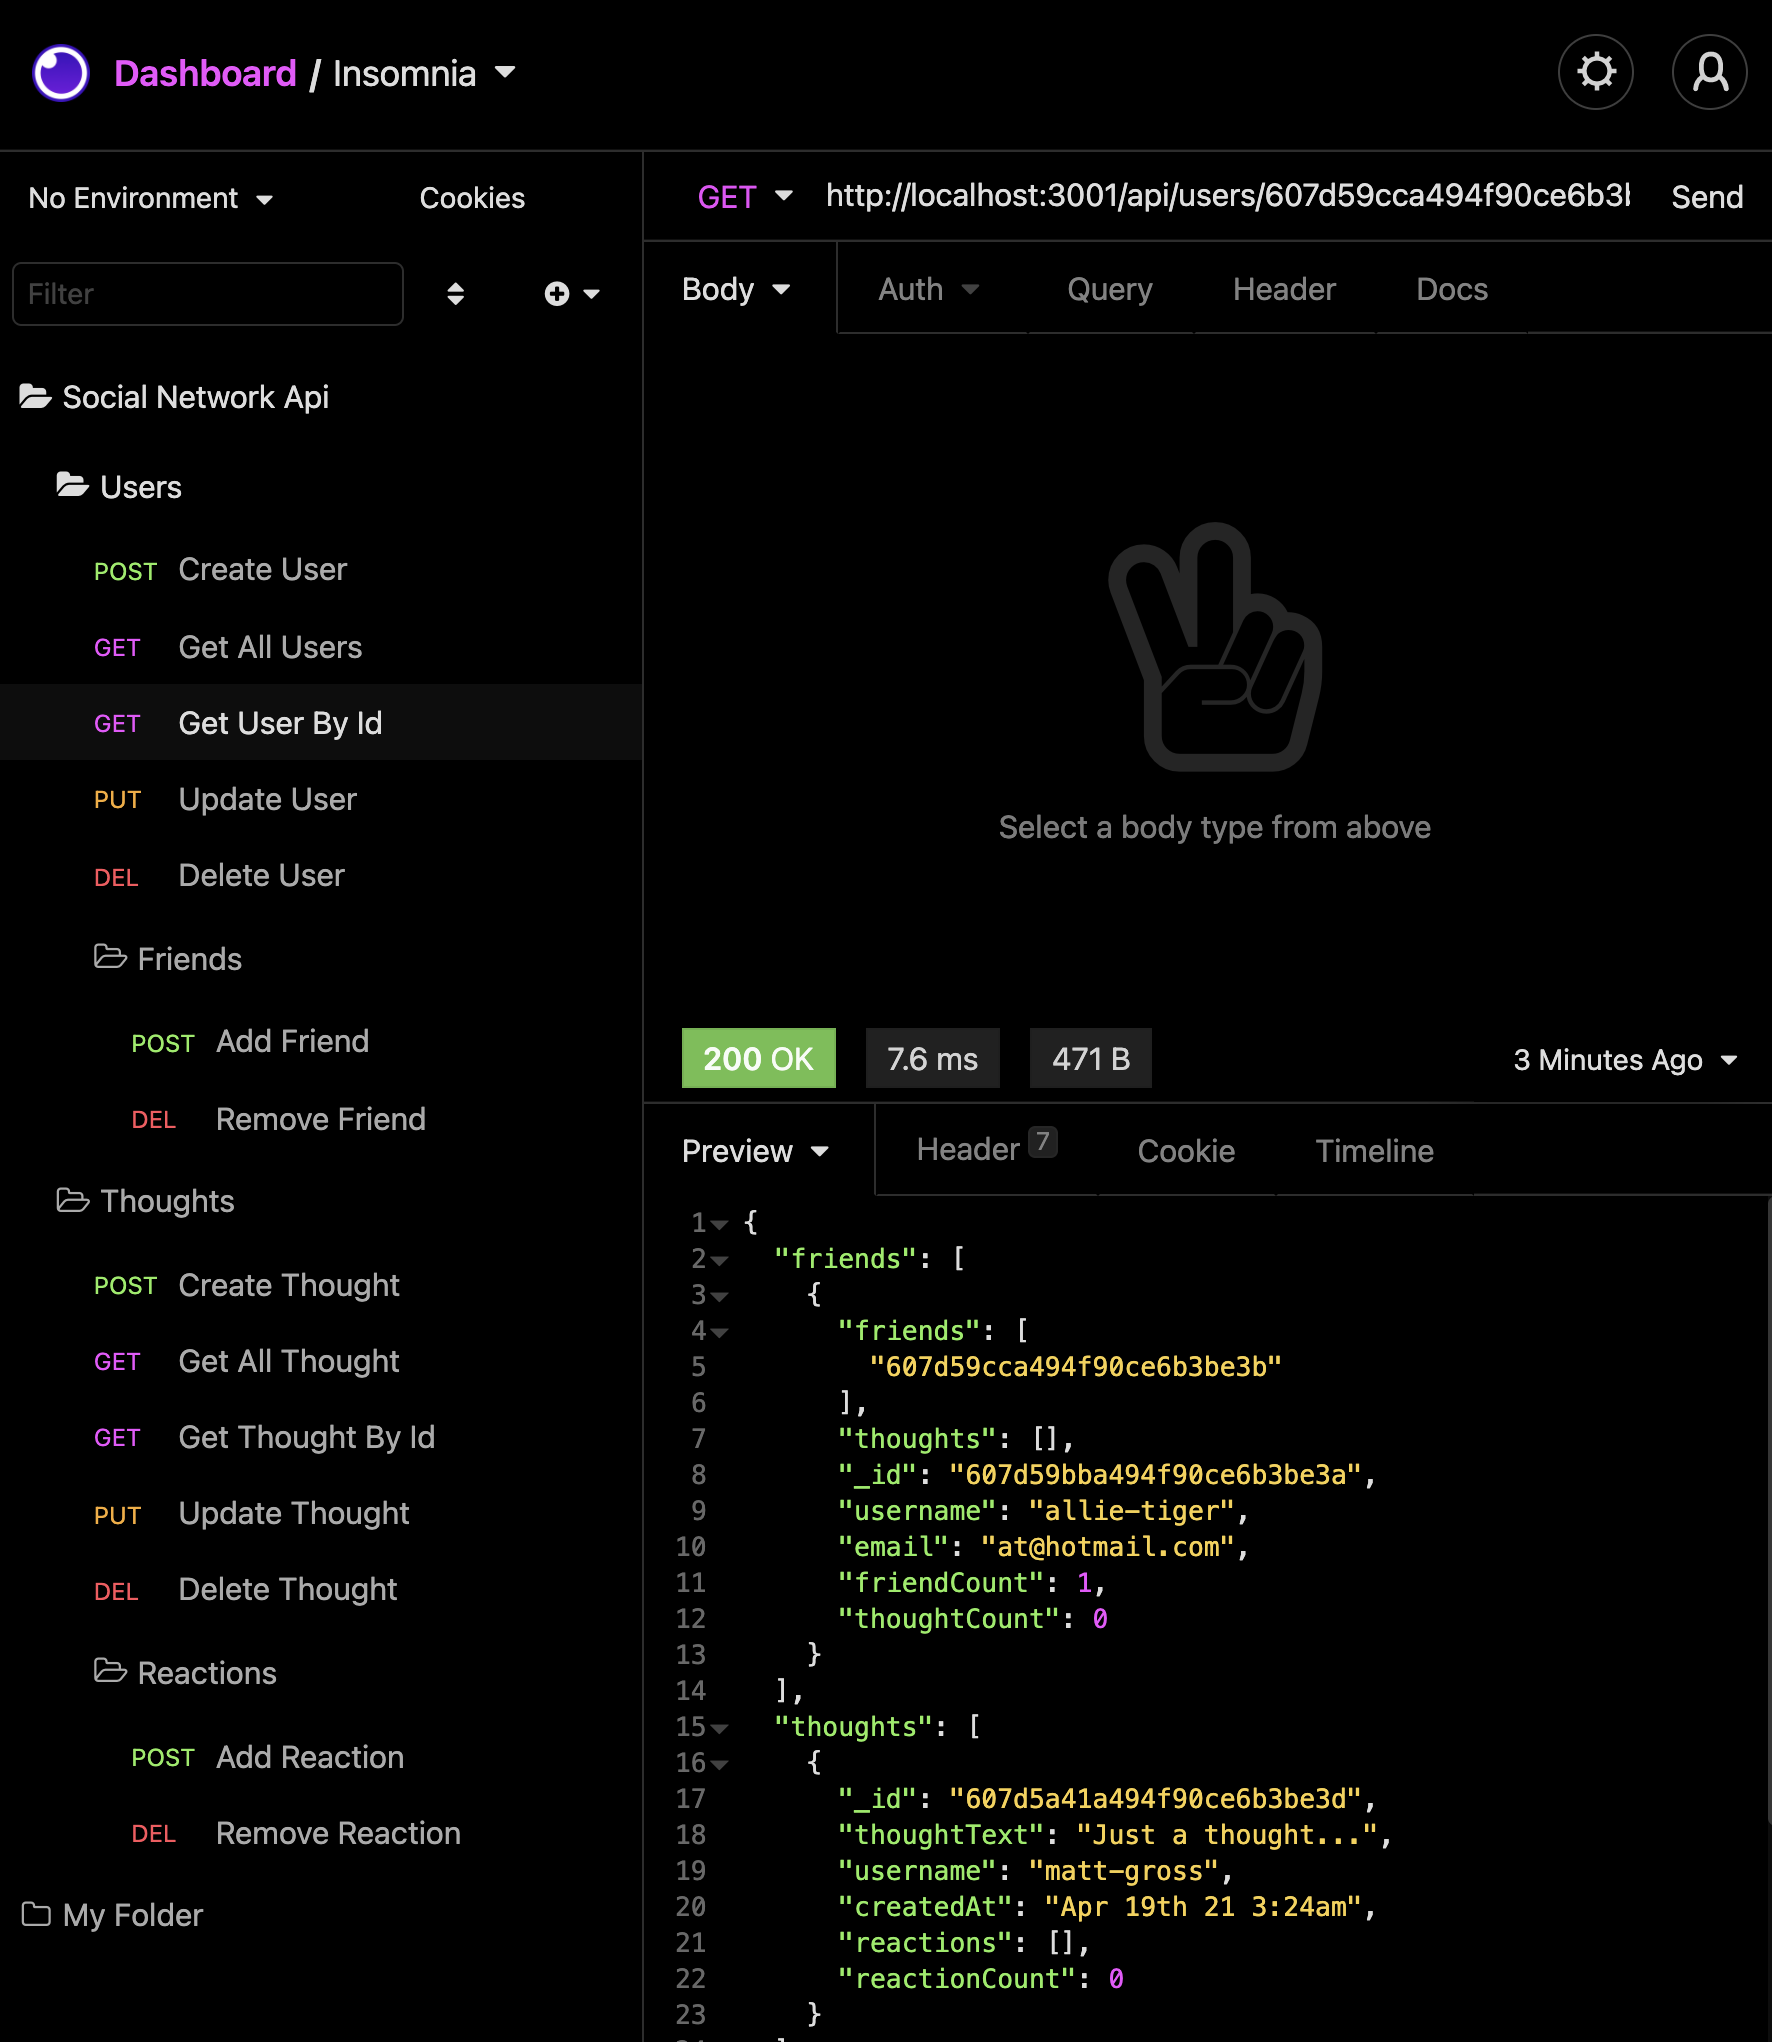 Dashboard / Insomnia
No Environment
Cookies
Filter
Social Network Api
Users
POST Create User
GET Get All Users
GET Get User By Id
PUT Update User
DEL Delete User
Friends
POST Add Friend
DEL Remove Friend
Thoughts
POST Create Thought
GET Get All Thought
GET Get Thought By Id
PUT Update Thought
DEL Delete Thought
Reactions
POST Add Reaction
DEL Remove Reaction
My Folder
GET http://localhost:3001/api/users/607d59cca494f90ce6b3b Send
Body Auth Query Header Docs
Select a body type from above
200 OK 7.6 ms 471 B 3 Minutes Ago
Preview Header 7 Cookie Timeline
1 {
2 "friends": [
3 {
4 "friends": [
5 "607d59cca494f90ce6b3be3b"
6 ],
7 "thoughts": [],
8 "_id": "607d59bba494f90ce6b3be3a",
9 "username": "allie-tiger",
10 "email": "at@hotmail.com",
11 "friendCount": 1,
12 "thoughtCount": 0
13 }
14 ],
15 "thoughts": [
16 {
17 "_id": "607d5a41a494f90ce6b3be3d",
18 "thoughtText": "Just a thought...",
19 "username": "matt-gross",
20 "createdAt": "Apr 19th 21 3:24am",
21 "reactions": [],
22 "reactionCount": 0
23 }